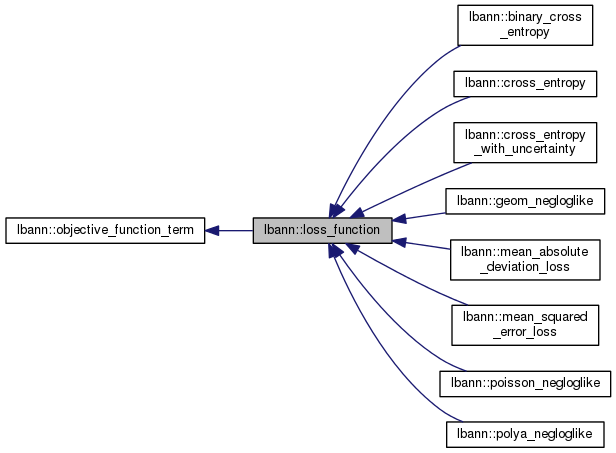 lbann::objective_function_term
lbann::loss_function
lbann::binary_cross
_entropy
lbann::cross_entropy
lbann::cross_entropy
_with_uncertainty
lbann::geom_negloglike
lbann::mean_absolute
_deviation_loss
lbann::mean_squared
_error_loss
lbann::poisson_negloglike
lbann::polya_negloglike